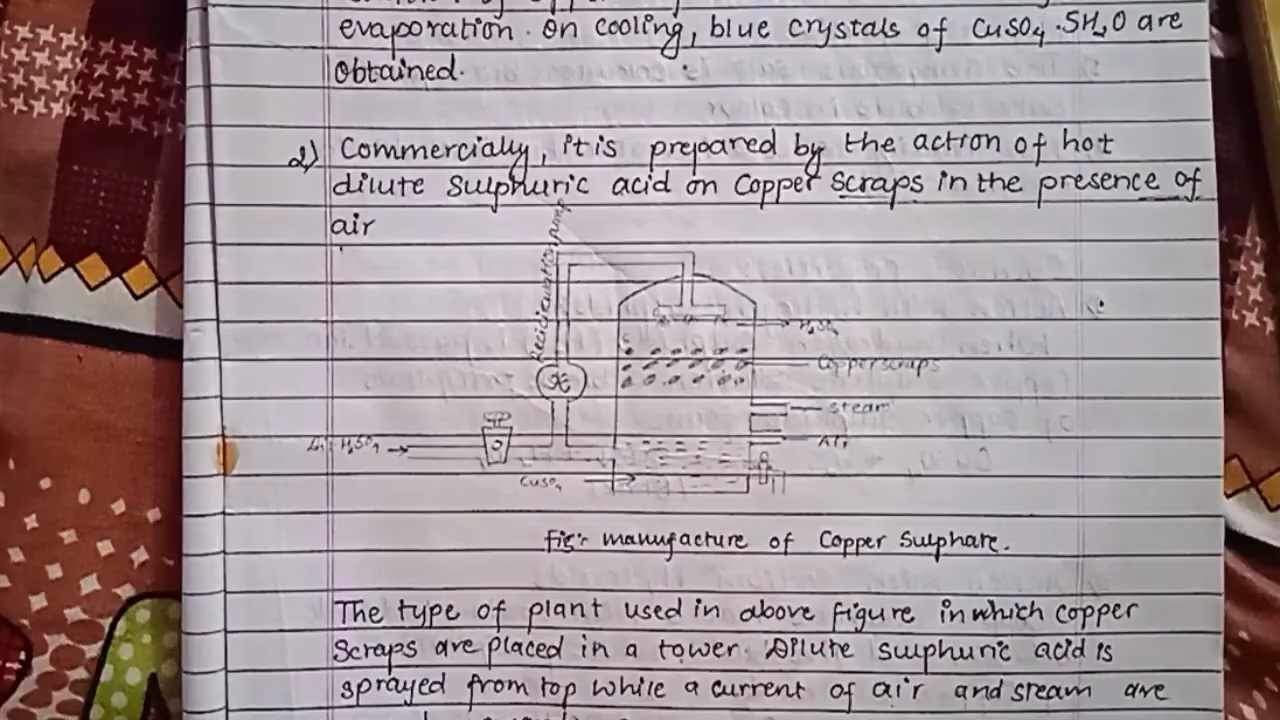 evaporation. On cooling, blue crystals of CuSO4.5H2O are
obtained.
2) Commercially, it is prepared by the action of hot
dilute sulphuric acid on Copper scraps in the presence of
air
Recirculation pump
H2SO4
Copper scraps
steam
Air
H2SO4
CuSO4
fig:- manufacture of Copper Sulphate.
The type of plant used in above figure in which copper
scraps are placed in a tower. Dilute sulphuric acid is
sprayed from top while a current of air and steam are